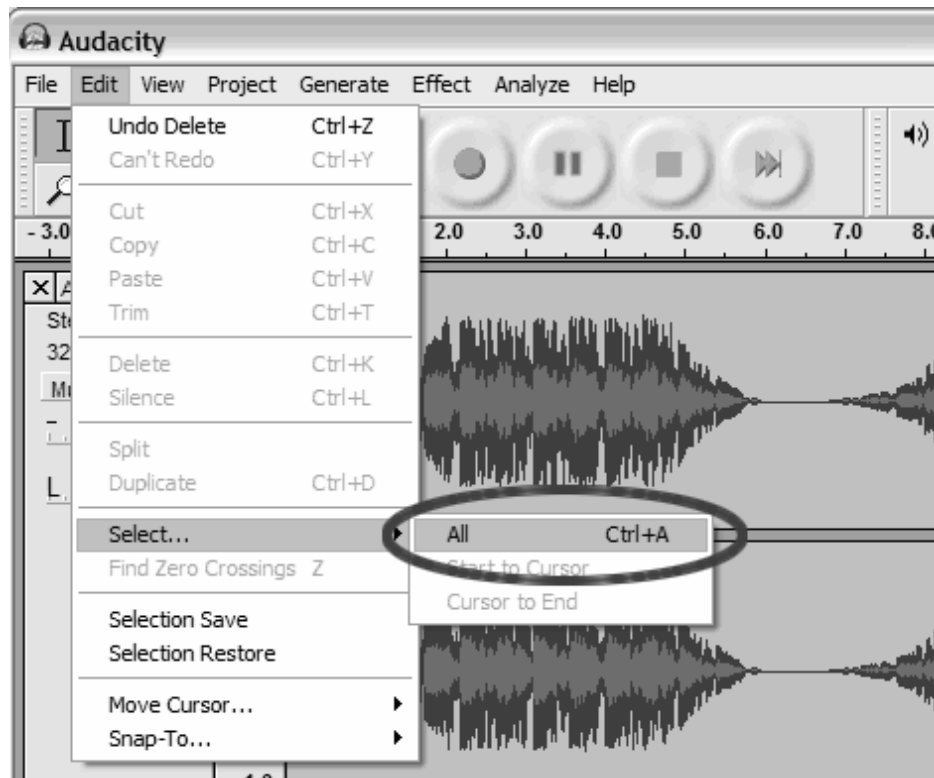 Audacity
File Edit View Project Generate Effect Analyze Help
Undo Delete Ctrl+Z
Can't Redo Ctrl+Y
Cut Ctrl+X
Copy Ctrl+C
Paste Ctrl+V
Trim Ctrl+T
Delete Ctrl+K
Silence Ctrl+L
Split
Duplicate Ctrl+D
Select...
Find Zero Crossings Z
Selection Save
Selection Restore
Move Cursor...
Snap-To...
All Ctrl+A
Start to Cursor
Cursor to End
- 3.0 2.0 3.0 4.0 5.0 6.0 7.0
32
L